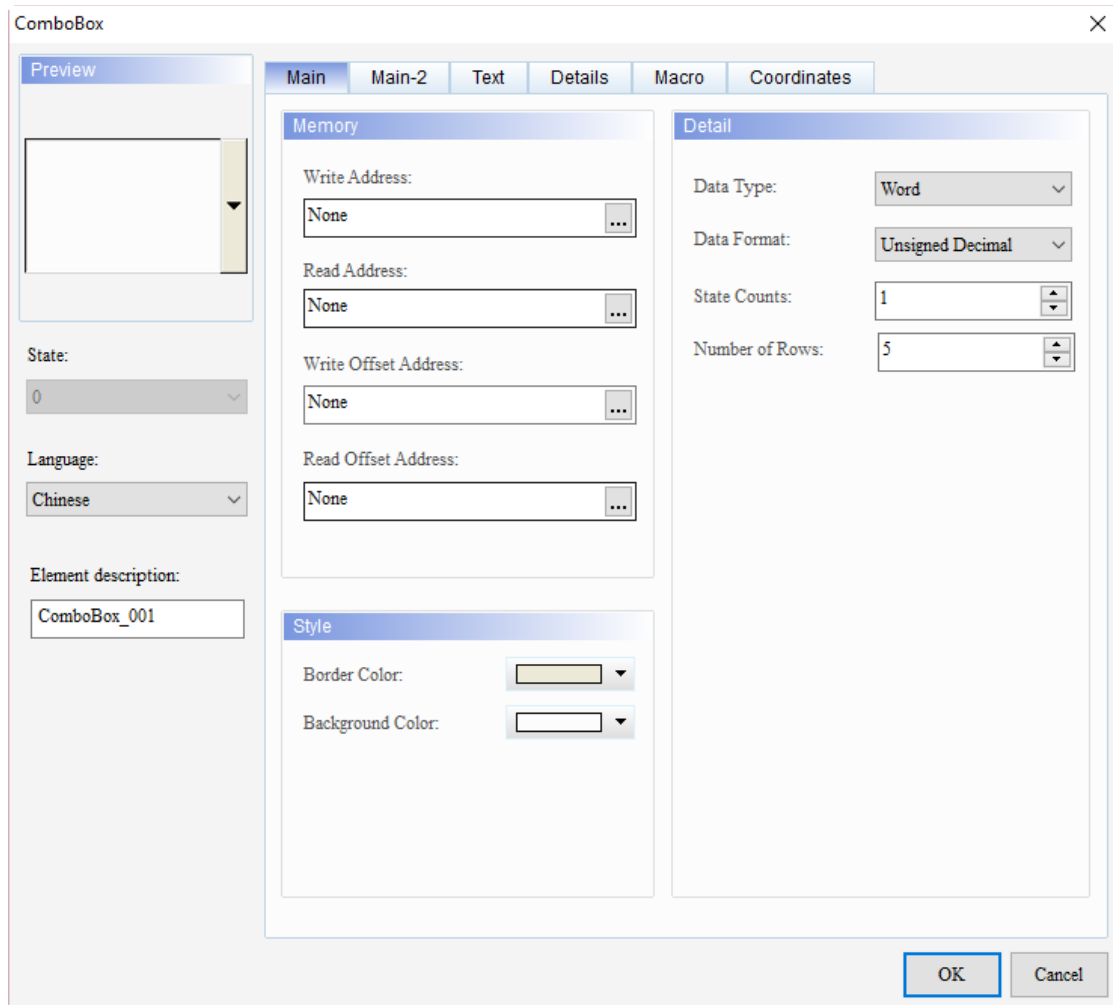 ComboBox
Preview
State:
0
Language:
Chinese
Element description:
ComboBox_001
Main Main-2 Text Details Macro Coordinates
Memory
Write Address:
None ...
Read Address:
None ...
Write Offset Address:
None ...
Read Offset Address:
None ...
Style
Border Color:
Background Color:
Detail
Data Type: Word
Data Format: Unsigned Decimal
State Counts: 1
Number of Rows: 5
OK Cancel